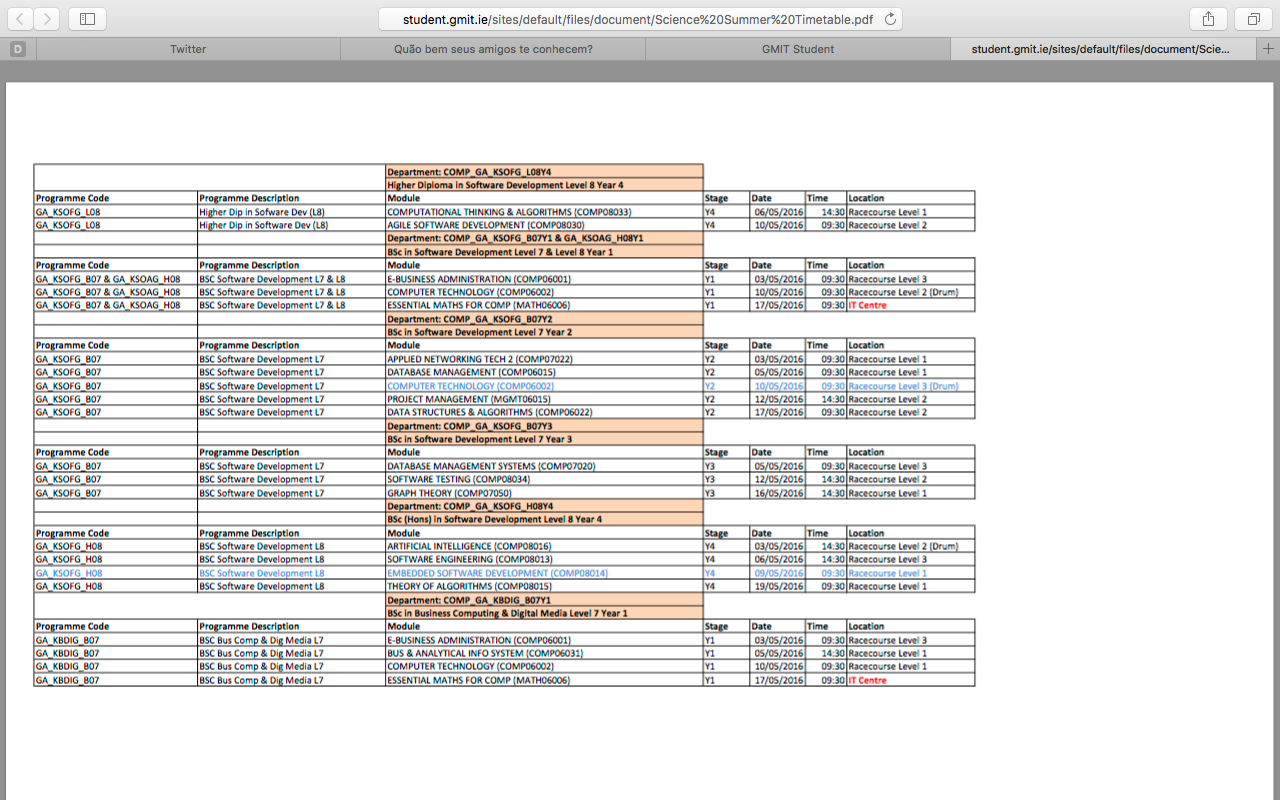 student.gmit.ie/sites/default/files/document/Science%20Summer%20Timetable.pdf
D Twitter Quão bem seus amigos te conhecem? GMIT Student student.gmit.ie/sites/default/files/document/Scie...
Department: COMP_GA_KSOFG_L08Y4
Higher Diploma in Software Development Level 8 Year 4
Programme Code Programme Description Module Stage Date Time Location
GA_KSOFG_L08 Higher Dip in Sofware Dev (L8) COMPUTATIONAL THINKING & ALGORITHMS (COMP08033) Y4 06/05/2016 14:30 Racecourse Level 1
GA_KSOFG_L08 Higher Dip in Software Dev (L8) AGILE SOFTWARE DEVELOPMENT (COMP08030) Y4 10/05/2016 09:30 Racecourse Level 2
Department: COMP_GA_KSOFG_B07Y1 & GA_KSOAG_H08Y1
BSc in Software Development Level 7 & Level 8 Year 1
Programme Code Programme Description Module Stage Date Time Location
GA_KSOFG_B07 & GA_KSOAG_H08 BSC Software Development L7 & L8 E-BUSINESS ADMINISTRATION (COMP06001) Y1 03/05/2016 09:30 Racecourse Level 3
GA_KSOFG_B07 & GA_KSOAG_H08 BSC Software Development L7 & L8 COMPUTER TECHNOLOGY (COMP06002) Y1 10/05/2016 09:30 Racecourse Level 2 (Drum)
GA_KSOFG_B07 & GA_KSOAG_H08 BSC Software Development L7 & L8 ESSENTIAL MATHS FOR COMP (MATH06006) Y1 17/05/2016 09:30 IT Centre
Department: COMP_GA_KSOFG_B07Y2
BSc in Software Development Level 7 Year 2
Programme Code Programme Description Module Stage Date Time Location
GA_KSOFG_B07 BSC Software Development L7 APPLIED NETWORKING TECH 2 (COMP07022) Y2 03/05/2016 09:30 Racecourse Level 1
GA_KSOFG_B07 BSC Software Development L7 DATABASE MANAGEMENT (COMP06015) Y2 05/05/2016 09:30 Racecourse Level 1
GA_KSOFG_B07 BSC Software Development L7 COMPUTER TECHNOLOGY (COMP06002) Y2 10/05/2016 09:30 Racecourse Level 3 (Drum)
GA_KSOFG_B07 BSC Software Development L7 PROJECT MANAGEMENT (MGMT06015) Y2 12/05/2016 14:30 Racecourse Level 2
GA_KSOFG_B07 BSC Software Development L7 DATA STRUCTURES & ALGORITHMS (COMP06022) Y2 17/05/2016 09:30 Racecourse Level 2
Department: COMP_GA_KSOFG_B07Y3
BSc in Software Development Level 7 Year 3
Programme Code Programme Description Module Stage Date Time Location
GA_KSOFG_B07 BSC Software Development L7 DATABASE MANAGEMENT SYSTEMS (COMP07020) Y3 05/05/2016 09:30 Racecourse Level 3
GA_KSOFG_B07 BSC Software Development L7 SOFTWARE TESTING (COMP08034) Y3 12/05/2016 14:30 Racecourse Level 2
GA_KSOFG_B07 BSC Software Development L7 GRAPH THEORY (COMP07050) Y3 16/05/2016 14:30 Racecourse Level 1
Department: COMP_GA_KSOFG_H08Y4
BSc (Hons) in Software Development Level 8 Year 4
Programme Code Programme Description Module Stage Date Time Location
GA_KSOFG_H08 BSC Software Development L8 ARTIFICIAL INTELLIGENCE (COMP08016) Y4 03/05/2016 14:30 Racecourse Level 2 (Drum)
GA_KSOFG_H08 BSC Software Development L8 SOFTWARE ENGINEERING (COMP08013) Y4 06/05/2016 14:30 Racecourse Level 3
GA_KSOFG_H08 BSC Software Development L8 EMBEDDED SOFTWARE DEVELOPMENT (COMP08014) Y4 09/05/2016 09:30 Racecourse Level 1
GA_KSOFG_H08 BSC Software Development L8 THEORY OF ALGORITHMS (COMP08015) Y4 19/05/2016 09:30 Racecourse Level 1
Department: COMP_GA_KBDIG_B07Y1
BSc in Business Computing & Digital Media Level 7 Year 1
Programme Code Programme Description Module Stage Date Time Location
GA_KBDIG_B07 BSC Bus Comp & Dig Media L7 E-BUSINESS ADMINISTRATION (COMP06001) Y1 03/05/2016 09:30 Racecourse Level 3
GA_KBDIG_B07 BSC Bus Comp & Dig Media L7 BUS & ANALYTICAL INFO SYSTEM (COMP06031) Y1 05/05/2016 14:30 Racecourse Level 1
GA_KBDIG_B07 BSC Bus Comp & Dig Media L7 COMPUTER TECHNOLOGY (COMP06002) Y1 10/05/2016 09:30 Racecourse Level 1
GA_KBDIG_B07 BSC Bus Comp & Dig Media L7 ESSENTIAL MATHS FOR COMP (MATH06006) Y1 17/05/2016 09:30 IT Centre